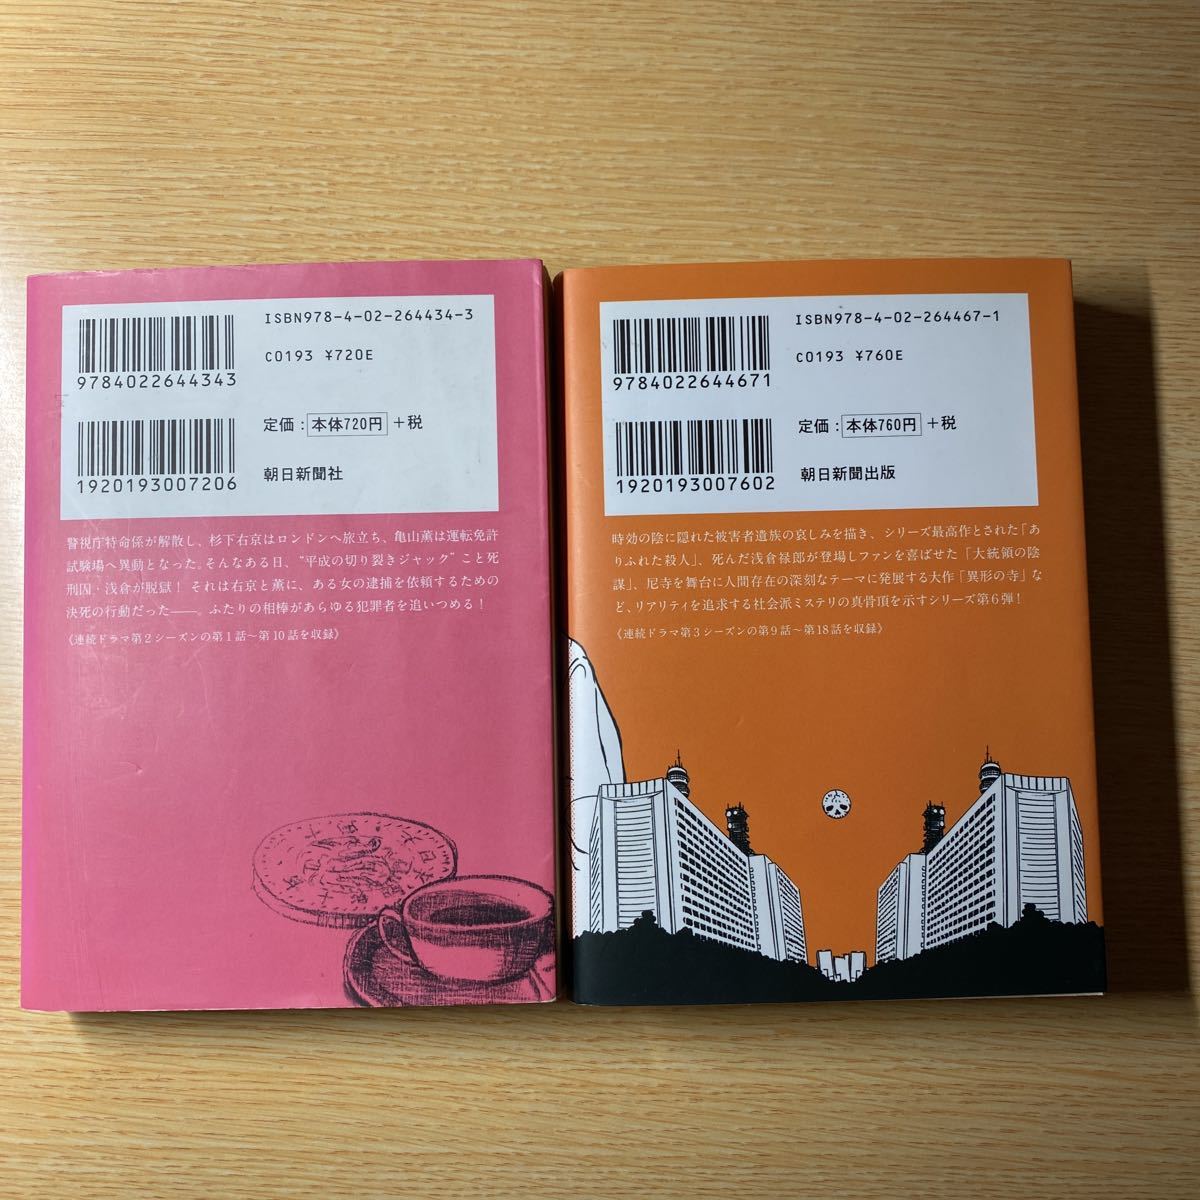 ISBN978-4-02-264434-3
C0193 ¥720E
9784022644343
定価：本体720円＋税
1920193007206
朝日新聞社
警視庁特命係が解散し、杉下右京はロンドンへ旅立ち、亀山薫は運転免許
試験場へ異動となった。そんなある日、“平成の切り裂きジャック”こと死
刑囚・浅倉が脱獄！ それは右京と薫に、ある女の逮捕を依頼するための
決死の行動だった――。ふたりの相棒があらゆる犯罪者を追いつめる！
《連続ドラマ第２シーズンの第１話～第10話を収録》
ISBN978-4-02-264467-1
C0193 ¥760E
9784022644671
定価：本体760円＋税
1920193007602
朝日新聞出版
時効の陰に隠れた被害者遺族の哀しみを描き、シリーズ最高作とされた「あ
りふれた殺人」、死んだ浅倉禄郎が登場しファンを喜ばせた「大統領の陰
謀」、尼寺を舞台に人間存在の深刻なテーマに発展する大作「異形の寺」な
ど、リアリティを追求する社会派ミステリの真骨頂を示すシリーズ第６弾！
《連続ドラマ第３シーズンの第９話～第18話を収録》